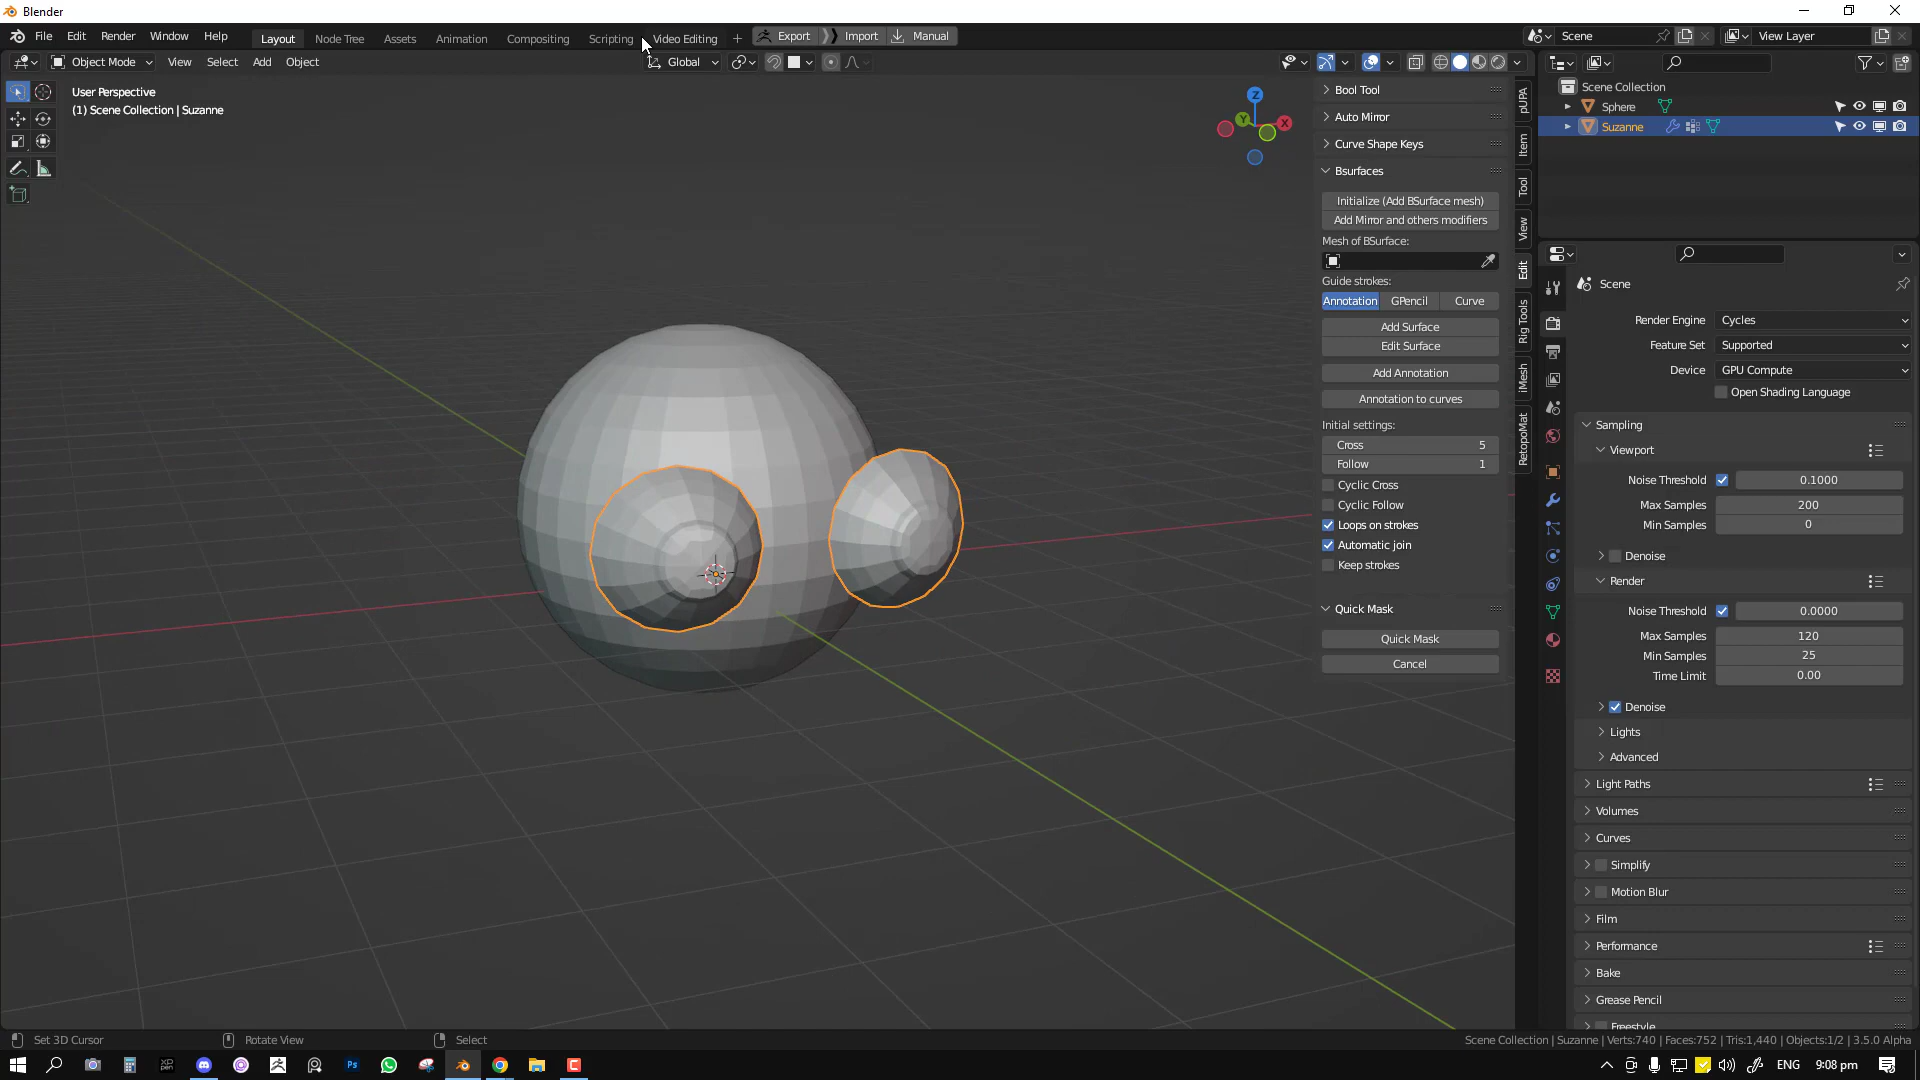 Blender
File Edit Render Window Help Layout Node Tree Assets Animation Compositing Scripting Video Editing + Export Import Manual Scene View Layer
Object Mode View Select Add Object Global
User Perspective
(1) Scene Collection | Suzanne
Z
Y
X
Bool Tool
Auto Mirror
Curve Shape Keys
Bsurfaces
Initialize (Add BSurface mesh)
Add Mirror and others modifiers
Mesh of BSurface:
Guide strokes:
Annotation GPencil Curve
Add Surface
Edit Surface
Add Annotation
Annotation to curves
Initial settings:
Cross 5
Follow 1
Cyclic Cross
Cyclic Follow
Loops on strokes
Automatic join
Keep strokes
Quick Mask
Quick Mask
Cancel
pUPA
Item
Tool
View
Edit
Rig Tools
iMesh
RetopoMat
Scene Collection
Sphere
Suzanne
Scene
Render Engine Cycles
Feature Set Supported
Device GPU Compute
Open Shading Language
Sampling
Viewport
Noise Threshold 0.1000
Max Samples 200
Min Samples 0
Denoise
Render
Noise Threshold 0.0000
Max Samples 120
Min Samples 25
Time Limit 0.00
Denoise
Lights
Advanced
Light Paths
Volumes
Curves
Simplify
Motion Blur
Film
Performance
Bake
Grease Pencil
Freestyle
Set 3D Cursor Rotate View Select Scene Collection | Suzanne | Verts:740 | Faces:752 | Tris:1,440 | Objects:1/2 | 3.5.0 Alpha
Ps ENG 9:08 pm